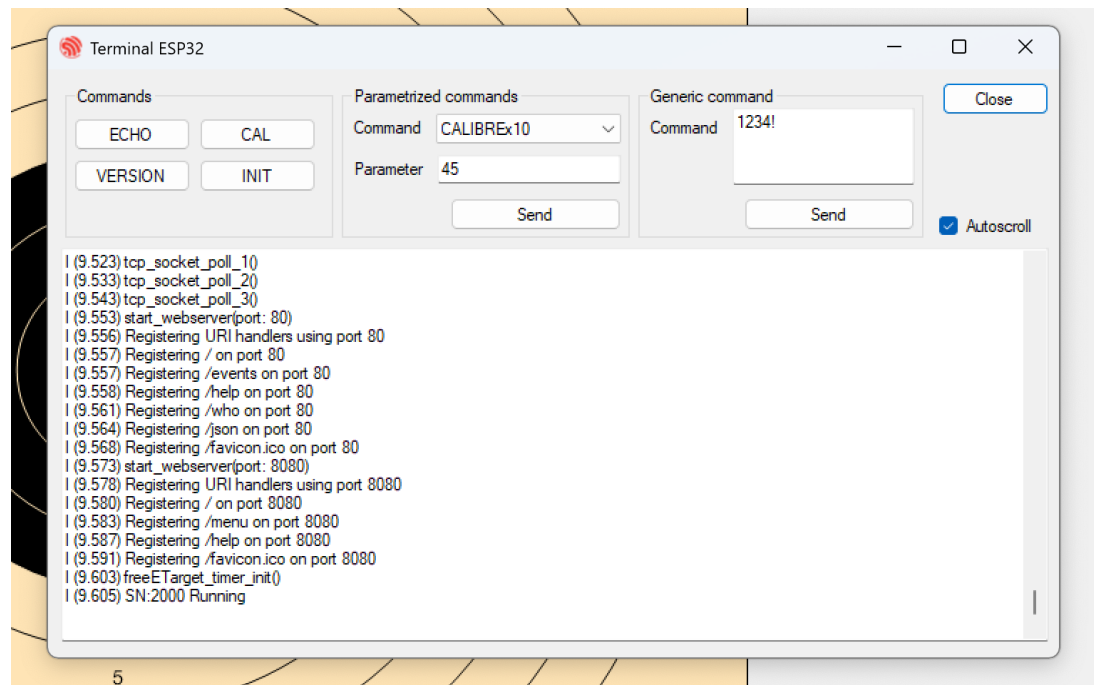 Terminal ESP32
Commands
ECHO
CAL
VERSION
INIT
Parametrized commands
Command CALIBREx10
Parameter 45
Send
Generic command
Command 1234!
Send
Close
Autoscroll
I (9.523) tcp_socket_poll_1()
I (9.533) tcp_socket_poll_2()
I (9.543) tcp_socket_poll_3()
I (9.553) start_webserver(port: 80)
I (9.556) Registering URI handlers using port 80
I (9.557) Registering / on port 80
I (9.557) Registering /events on port 80
I (9.558) Registering /help on port 80
I (9.561) Registering /who on port 80
I (9.564) Registering /json on port 80
I (9.568) Registering /favicon.ico on port 80
I (9.573) start_webserver(port: 8080)
I (9.578) Registering URI handlers using port 8080
I (9.580) Registering / on port 8080
I (9.583) Registering /menu on port 8080
I (9.587) Registering /help on port 8080
I (9.591) Registering /favicon.ico on port 8080
I (9.603) freeETarget_timer_init()
I (9.605) SN:2000 Running
5